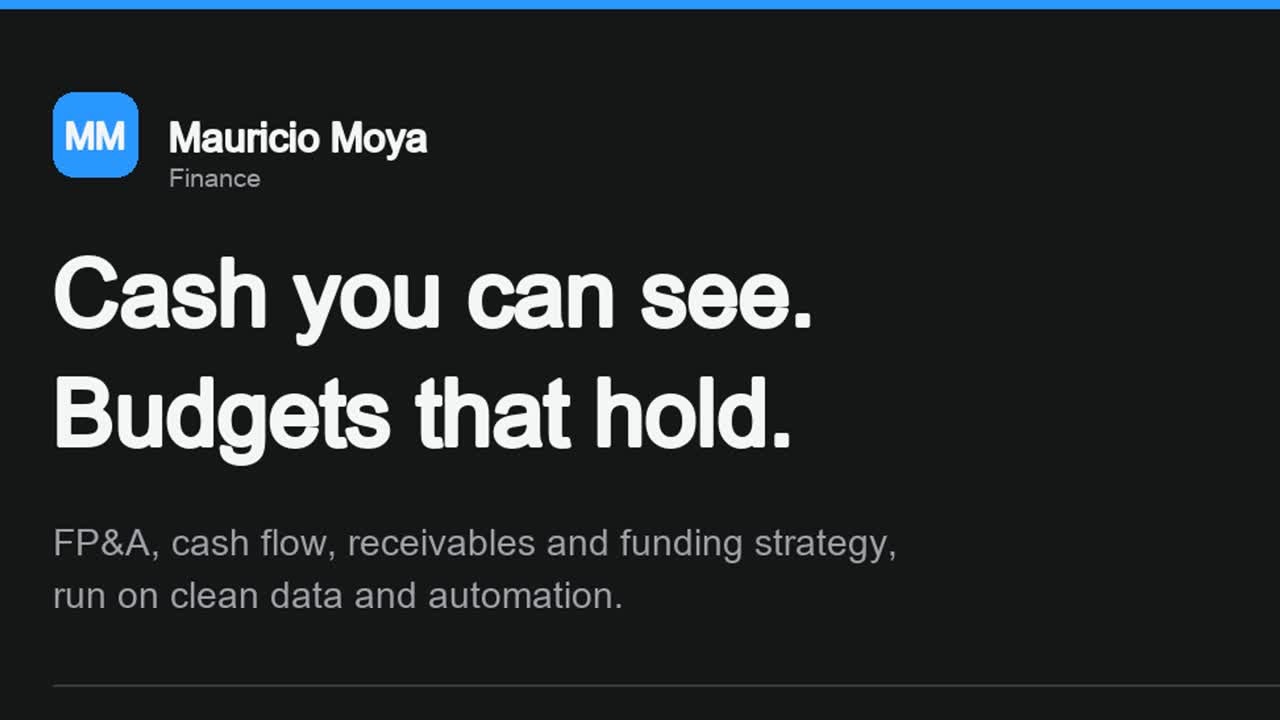 MM
Mauricio Moya
Finance
Cash you can see.
Budgets that hold.
FP&A, cash flow, receivables and funding strategy,
run on clean data and automation.